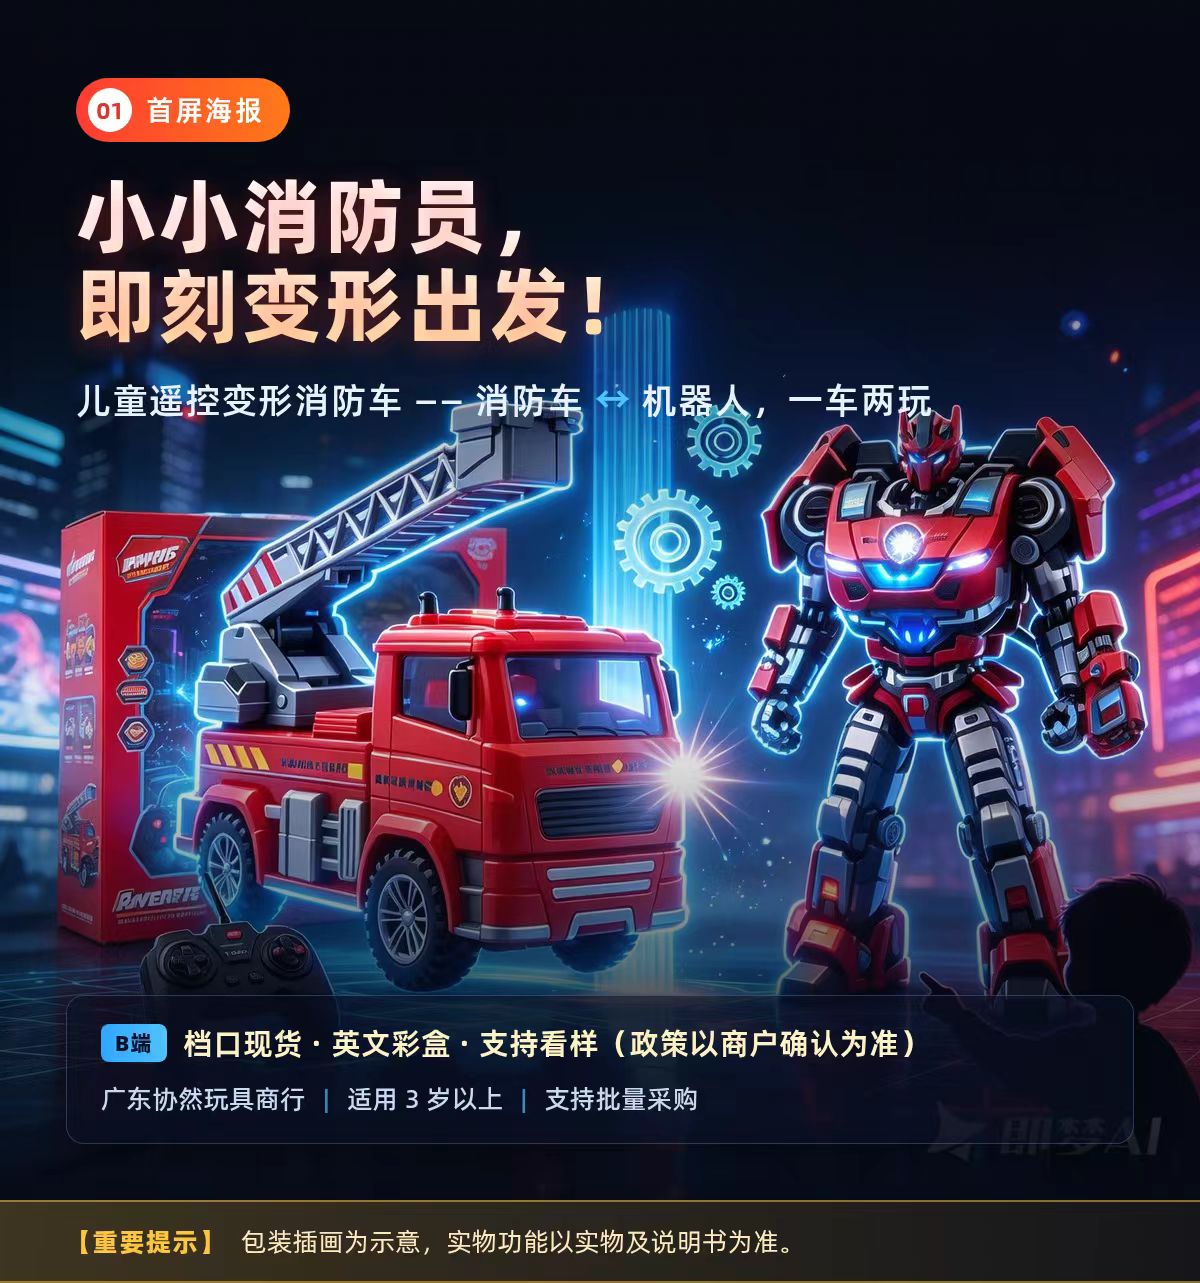 01 首屏海报
小小消防员，
即刻变形出发！
儿童遥控变形消防车 —— 消防车 ↔ 机器人，一车两玩
B端 档口现货 · 英文彩盒 · 支持看样（政策以商户确认为准）
广东协然玩具商行 | 适用 3 岁以上 | 支持批量采购
即梦AI
【重要提示】 包装插画为示意，实物功能以实物及说明书为准。